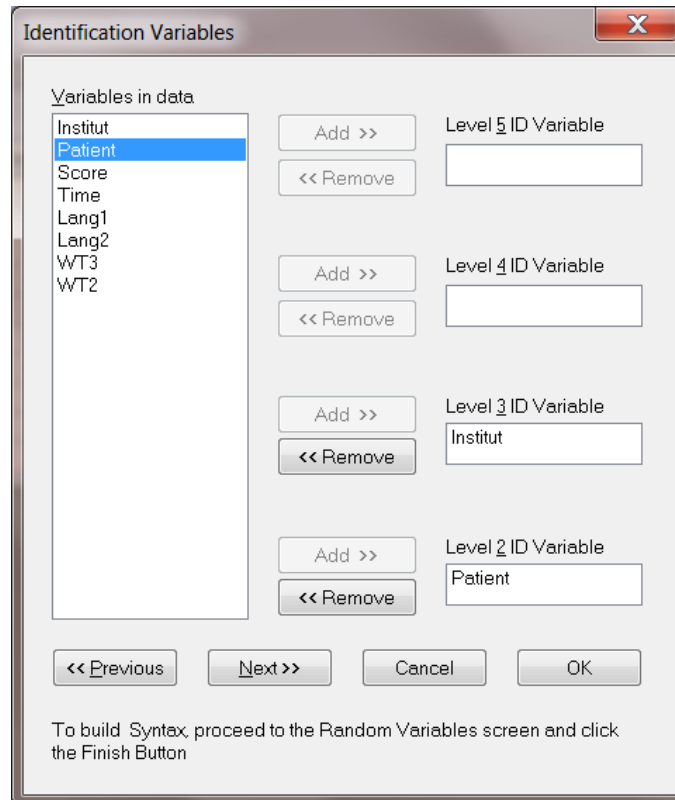 Identification Variables
X
Variables in data
Institut
Patient
Score
Time
Lang1
Lang2
WT3
WT2
Add >>
<< Remove
Level 5 ID Variable
Add >>
<< Remove
Level 4 ID Variable
Add >>
<< Remove
Level 3 ID Variable
Institut
Add >>
<< Remove
Level 2 ID Variable
Patient
<< Previous
Next >>
Cancel
OK
To build Syntax, proceed to the Random Variables screen and click
the Finish Button